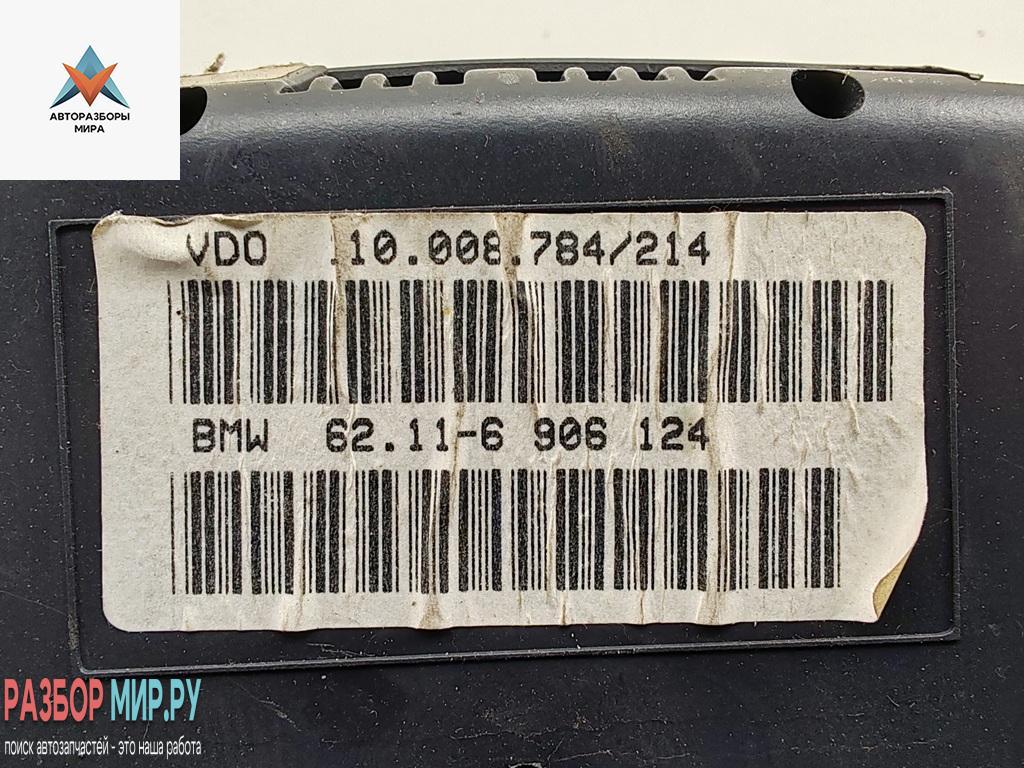 АВТОРАЗБОРЫ
МИРА
VDO 110.008.784/214
BMW 62.11-6 906 124
РАЗБОР МИР.РУ
поиск автозапчастей - это наша работа